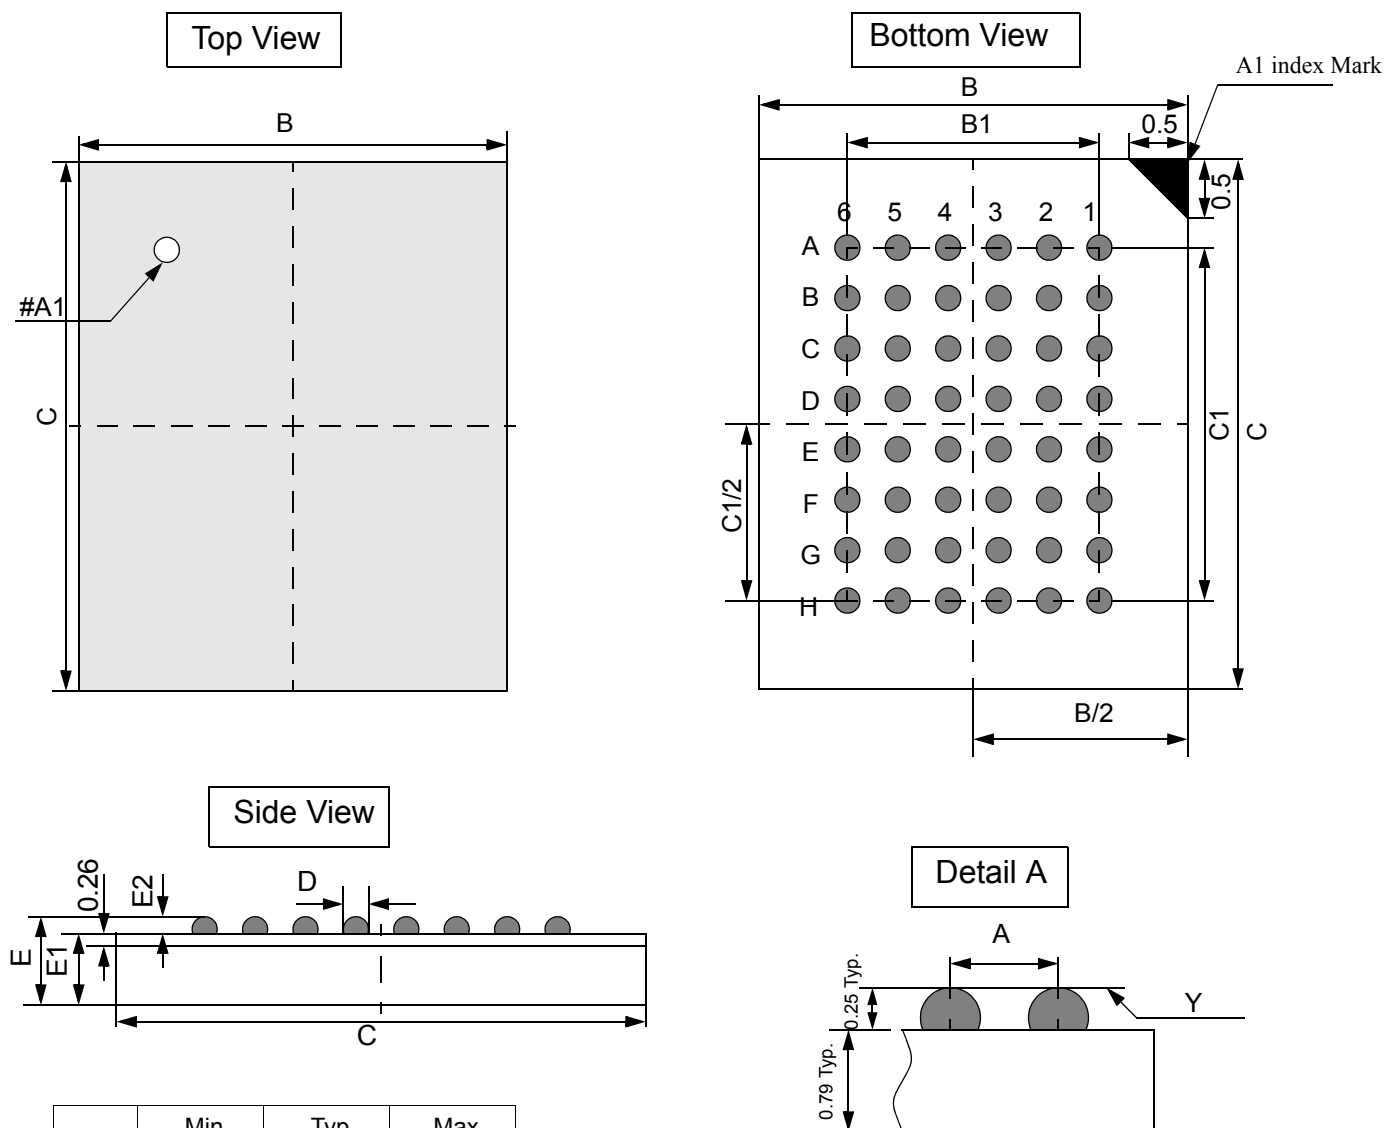 Top View
Bottom View
A1 index Mark
B
B
B1
0.5
0.5
6 5 4 3 2 1
A
B
C
D
E
F
G
H
#A1
C
C1
C
C1/2
B/2
Side View
0.26
E2
D
E
E1
C
Detail A
A
0.25 Typ.
Y
0.79 Typ.
Min Typ Max